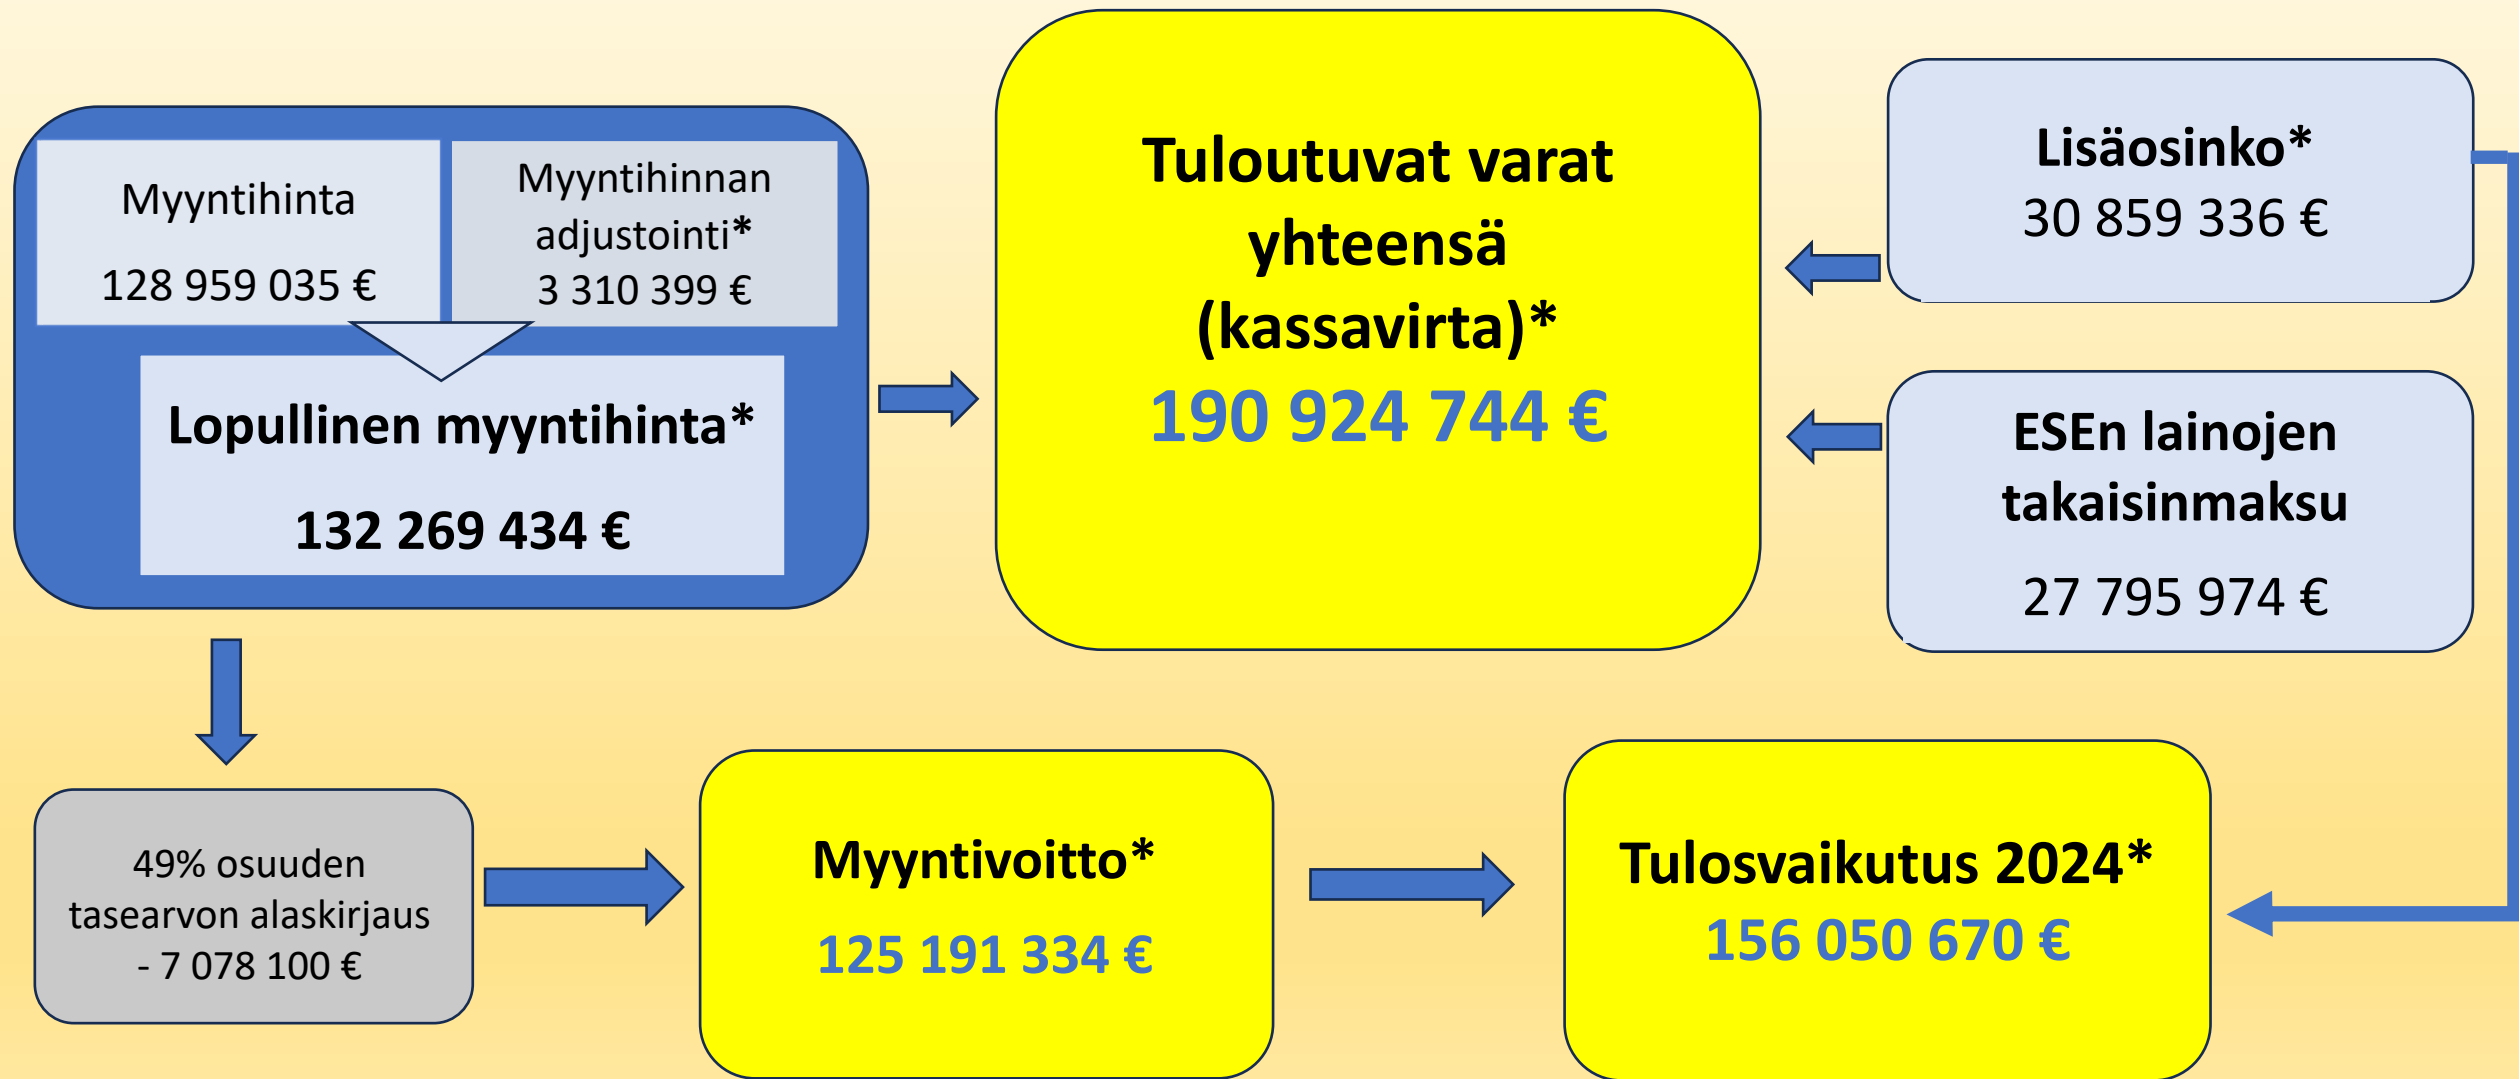 Myyntihinta
128 959 035 €
Myyntihinnan
adjustointi*
3 310 399 €
Lopullinen myyntihinta*
132 269 434 €
Tuloutuvat varat
yhteensä
(kassavirta)*
190 924 744 €
Lisäosinko*
30 859 336 €
ESEn lainojen
takaisinmaksu
27 795 974 €
49% osuuden
tasearvon alaskirjaus
- 7 078 100 €
Myyntivoitto*
125 191 334 €
Tulosvaikutus 2024*
156 050 670 €